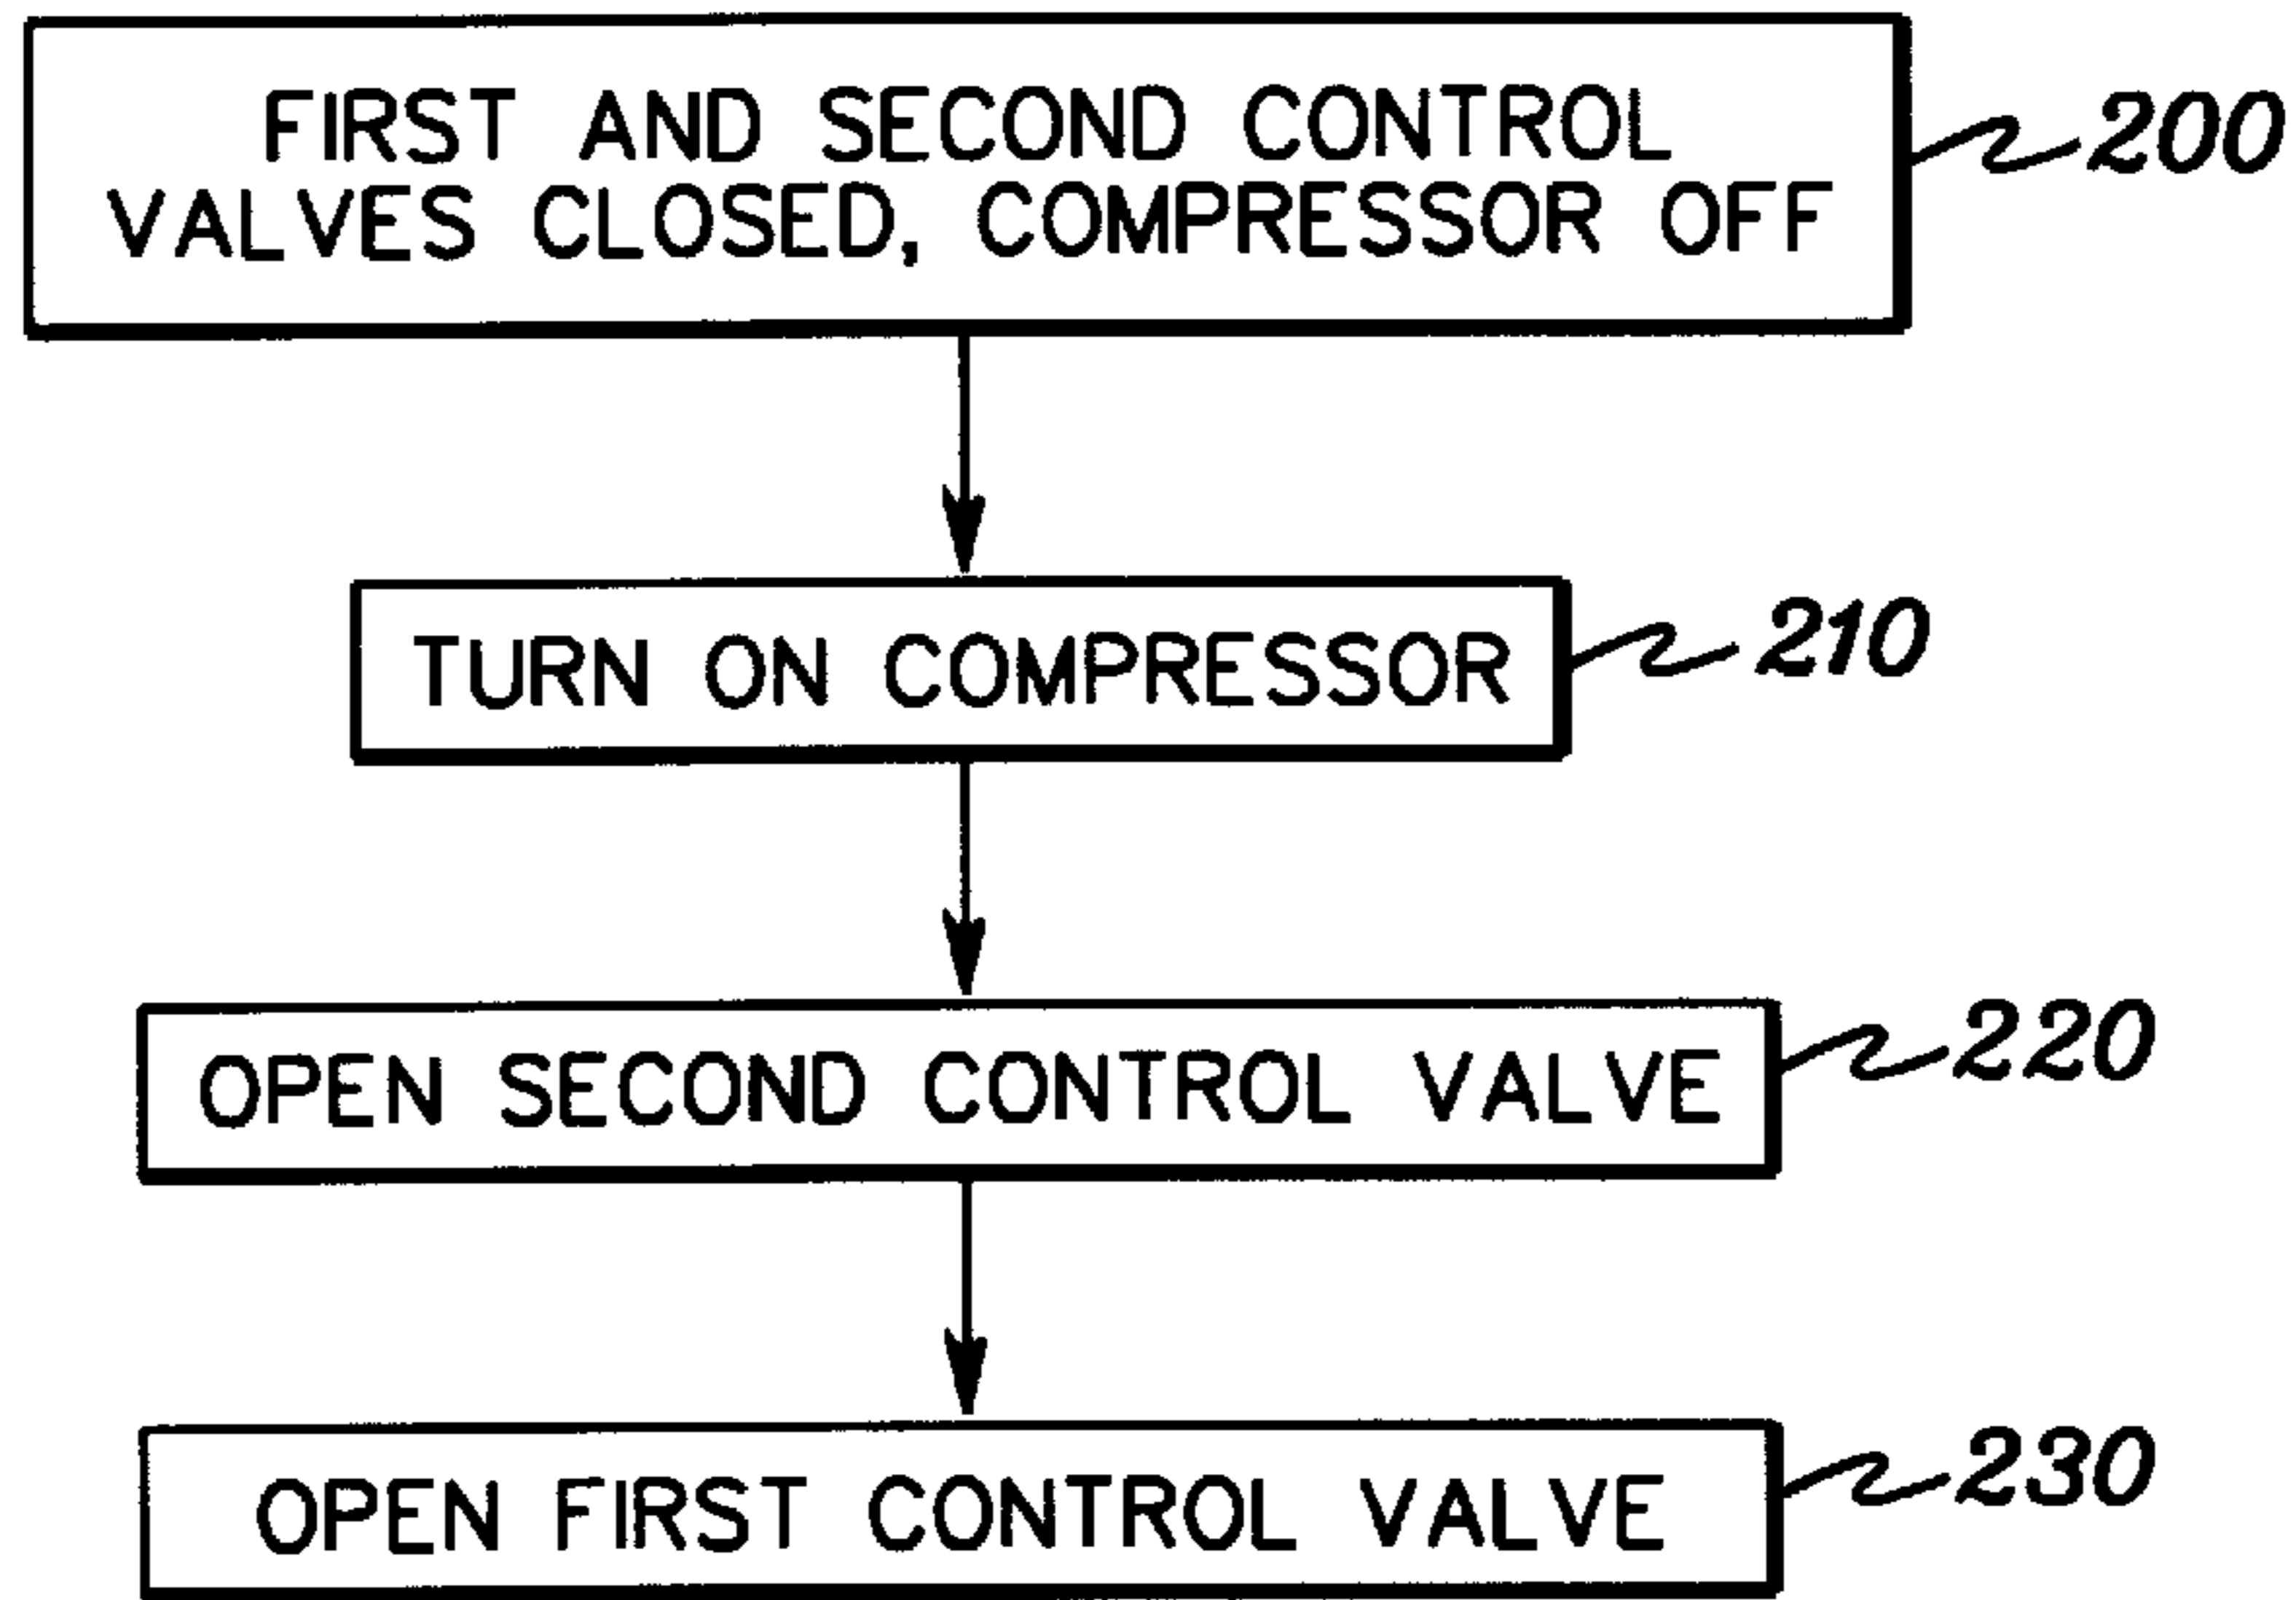 FIRST AND SECOND CONTROL
VALVES CLOSED, COMPRESSOR OFF
200
TURN ON COMPRESSOR
210
OPEN SECOND CONTROL VALVE
220
OPEN FIRST CONTROL VALVE
230